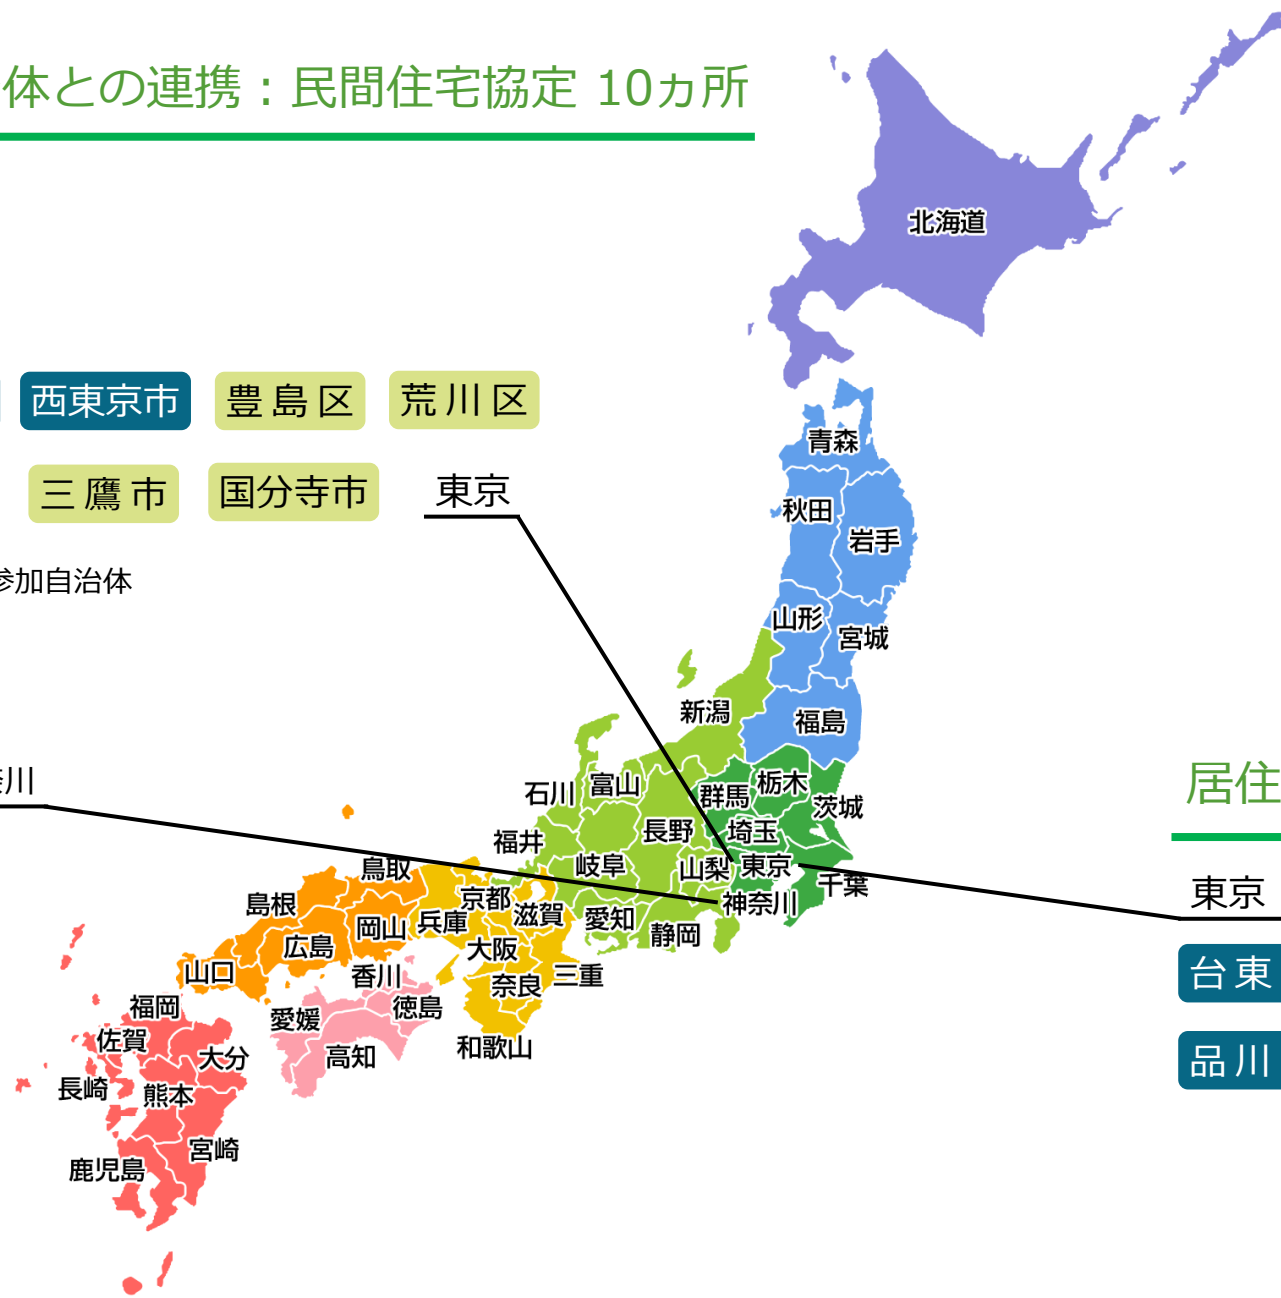 体との連携：民間住宅協定 10ヵ所
西東京市
豊島区
荒川区
三鷹市
国分寺市
東京
参加自治体
奈川
北海道
青森
秋田
岩手
山形
宮城
新潟
福島
石川
富山
群馬
栃木
茨城
福井
長野
埼玉
岐阜
山梨
東京
千葉
神奈川
愛知
静岡
鳥取
島根
岡山
広島
山口
兵庫
京都
滋賀
大阪
奈良
三重
和歌山
香川
徳島
愛媛
高知
福岡
佐賀
大分
長崎
熊本
宮崎
鹿児島
居住
東京
台東
品川